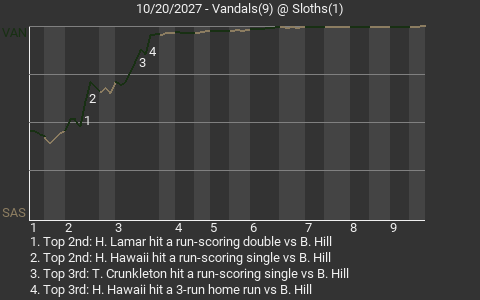 10/20/2027 - Vandals(9) @ Sloths(1)
VAN
1
2
3
4
SAS
1 2 3 4 5 6 7 8 9
1. Top 2nd: H. Lamar hit a run-scoring double vs B. Hill
2. Top 2nd: H. Hawaii hit a run-scoring single vs B. Hill
3. Top 3rd: T. Crunkleton hit a run-scoring single vs B. Hill
4. Top 3rd: H. Hawaii hit a 3-run home run vs B. Hill